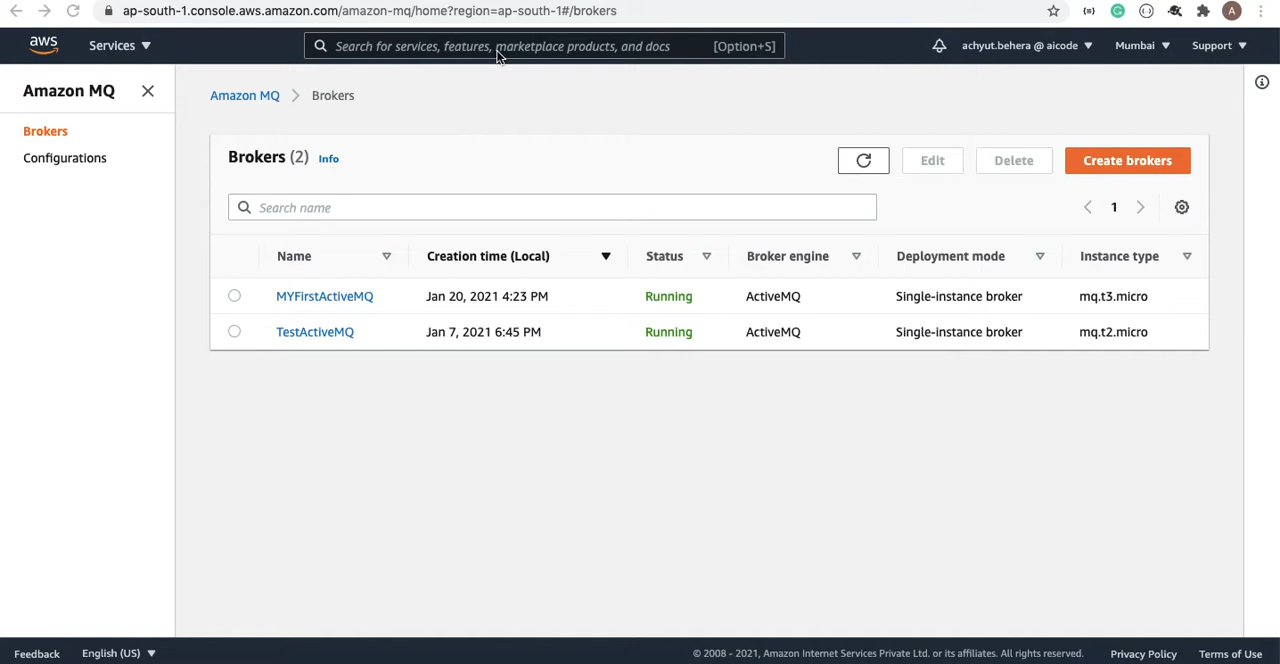 ap-south-1.console.aws.amazon.com/amazon-mq/home?region=ap-south-1#/brokers
A
aws Services Search for services, features, marketplace products, and docs [Option+S] achyut.behera @ aicode Mumbai Support
Amazon MQ
Brokers
Configurations
Amazon MQ Brokers
Brokers (2) Info Edit Delete Create brokers
Search name 1
Name Creation time (Local) Status Broker engine Deployment mode Instance type
MYFirstActiveMQ Jan 20, 2021 4:23 PM Running ActiveMQ Single-instance broker mq.t3.micro
TestActiveMQ Jan 7, 2021 6:45 PM Running ActiveMQ Single-instance broker mq.t2.micro
Feedback English (US) © 2008 - 2021, Amazon Internet Services Private Ltd. or its affiliates. All rights reserved. Privacy Policy Terms of Use